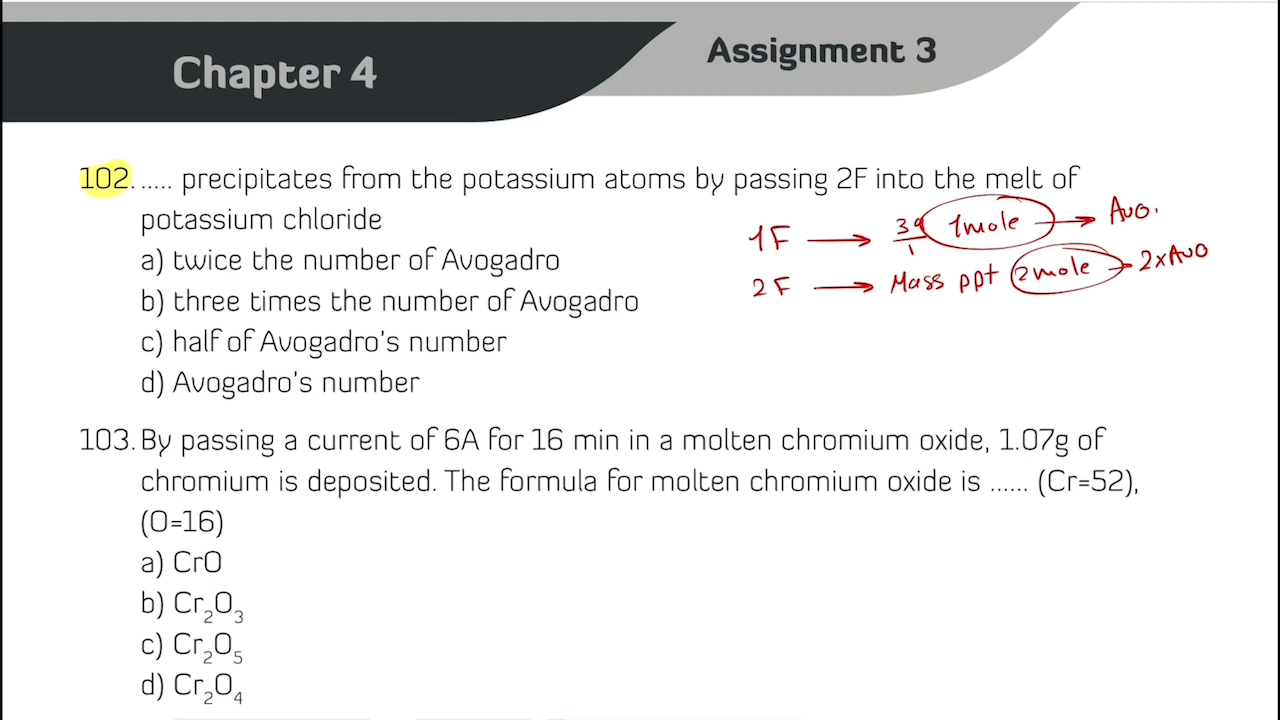 Chapter 4
Assignment 3
102. ..... precipitates from the potassium atoms by passing 2F into the melt of
potassium chloride
a) twice the number of Avogadro
b) three times the number of Avogadro
c) half of Avogadro's number
d) Avogadro's number
1F → 39/1 1mole → Avo.
2F → Mass ppt 2mole → 2xAvo
103. By passing a current of 6A for 16 min in a molten chromium oxide, 1.07g of
chromium is deposited. The formula for molten chromium oxide is ...... (Cr=52),
(O=16)
a) CrO
b) Cr₂O₃
c) Cr₂O₅
d) Cr₂O₄